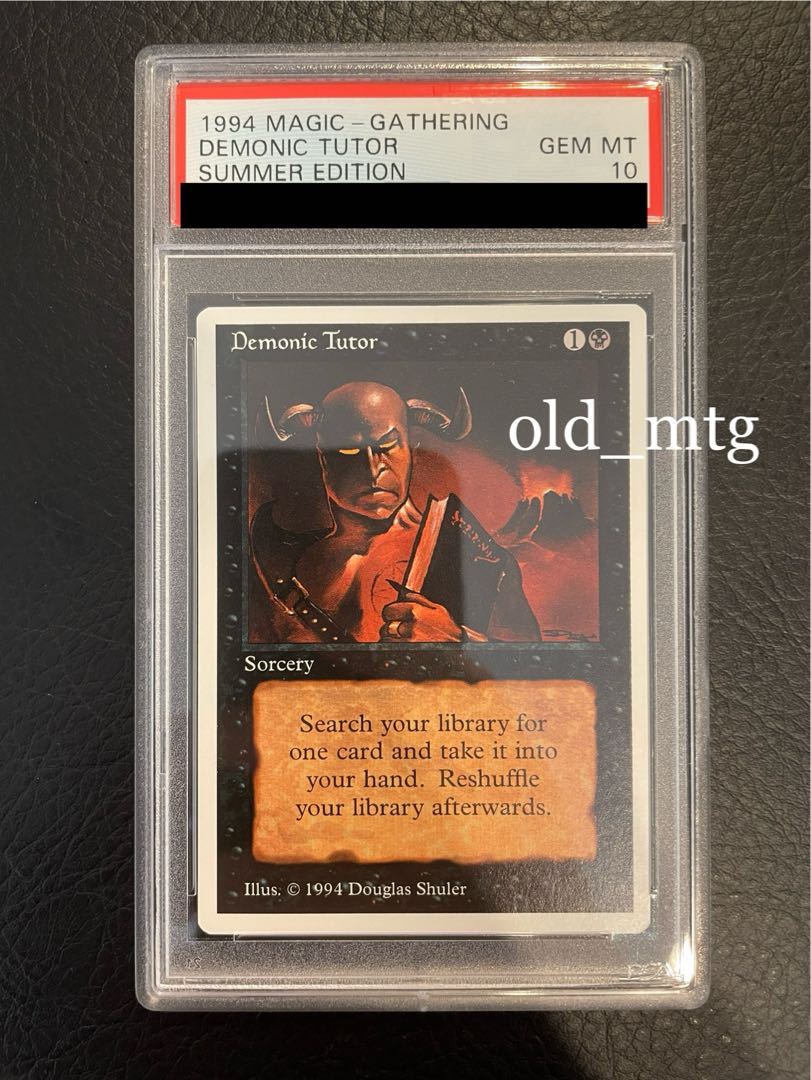 1994 MAGIC – GATHERING
DEMONIC TUTOR GEM MT
SUMMER EDITION 10
Demonic Tutor 1
old_mtg
Sorcery
Search your library for
one card and take it into
your hand. Reshuffle
your library afterwards.
Illus. © 1994 Douglas Shuler